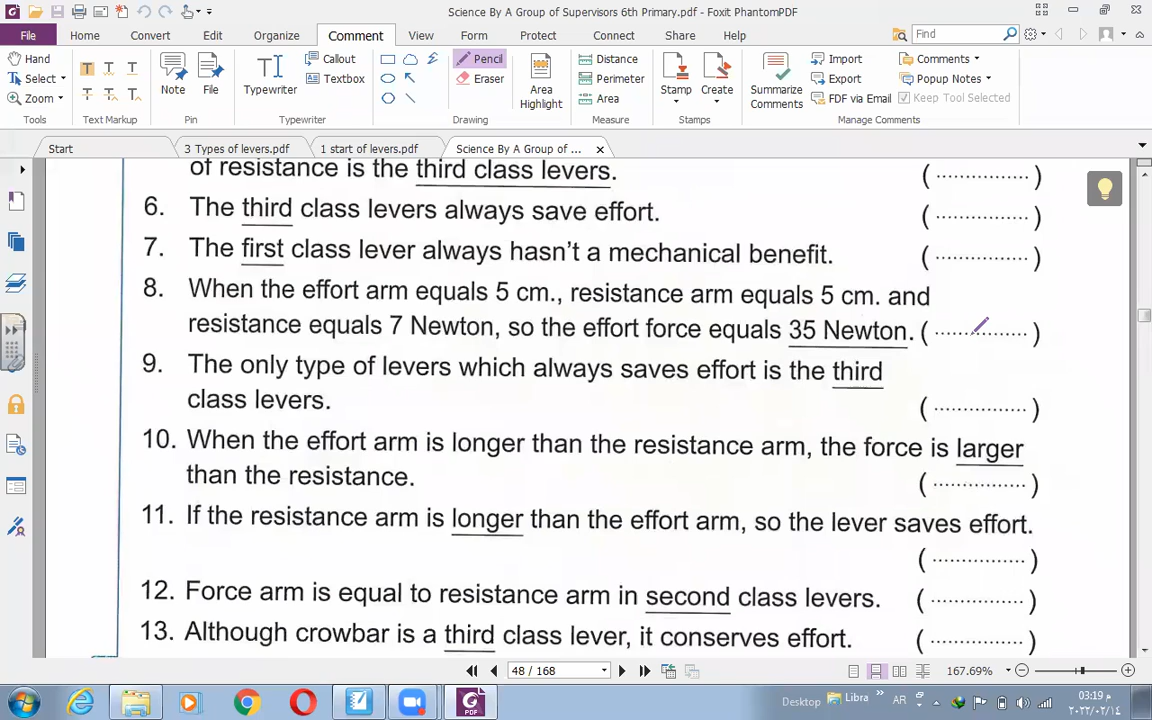 Science By A Group of Supervisors 6th Primary.pdf - Foxit PhantomPDF
File Home Convert Edit Organize Comment View Form Protect Connect Share Help Find
Hand
Select
Zoom
Tools
T T T
T T T
Text Markup
Note File
Pin
Typewriter
Callout
Textbox
Typewriter
Pencil
Eraser
Drawing
Area Highlight
Distance
Perimeter
Area
Measure
Stamp Create
Stamps
Summarize Comments
Import
Export
FDF via Email
Comments
Popup Notes
Keep Tool Selected
Manage Comments
Start 3 Types of levers.pdf 1 start of levers.pdf Science By A Group of ...
of resistance is the third class levers. (..................)
6. The third class levers always save effort. (..................)
7. The first class lever always hasn't a mechanical benefit. (..................)
8. When the effort arm equals 5 cm., resistance arm equals 5 cm. and
resistance equals 7 Newton, so the effort force equals 35 Newton. (..................)
9. The only type of levers which always saves effort is the third
class levers. (..................)
10. When the effort arm is longer than the resistance arm, the force is larger
than the resistance. (..................)
11. If the resistance arm is longer than the effort arm, so the lever saves effort.
(..................)
12. Force arm is equal to resistance arm in second class levers. (..................)
13. Although crowbar is a third class lever, it conserves effort. (..................)
48 / 168 167.69%
Desktop Libra AR 03:19 م
٢٠٢٢/٠٢/١٤